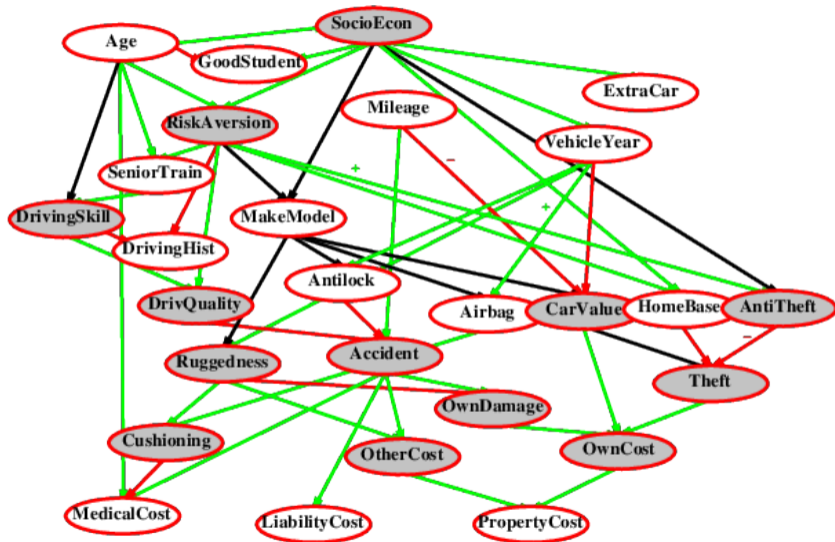 SocioEcon
Age
GoodStudent
ExtraCar
Mileage
RiskAversion
VehicleYear
SeniorTrain
+
−
+
DrivingSkill
MakeModel
DrivingHist
Antilock
DrivQuality
Airbag
CarValue
HomeBase
AntiTheft
−
Ruggedness
Accident
Theft
OwnDamage
Cushioning
OtherCost
OwnCost
MedicalCost
LiabilityCost
PropertyCost